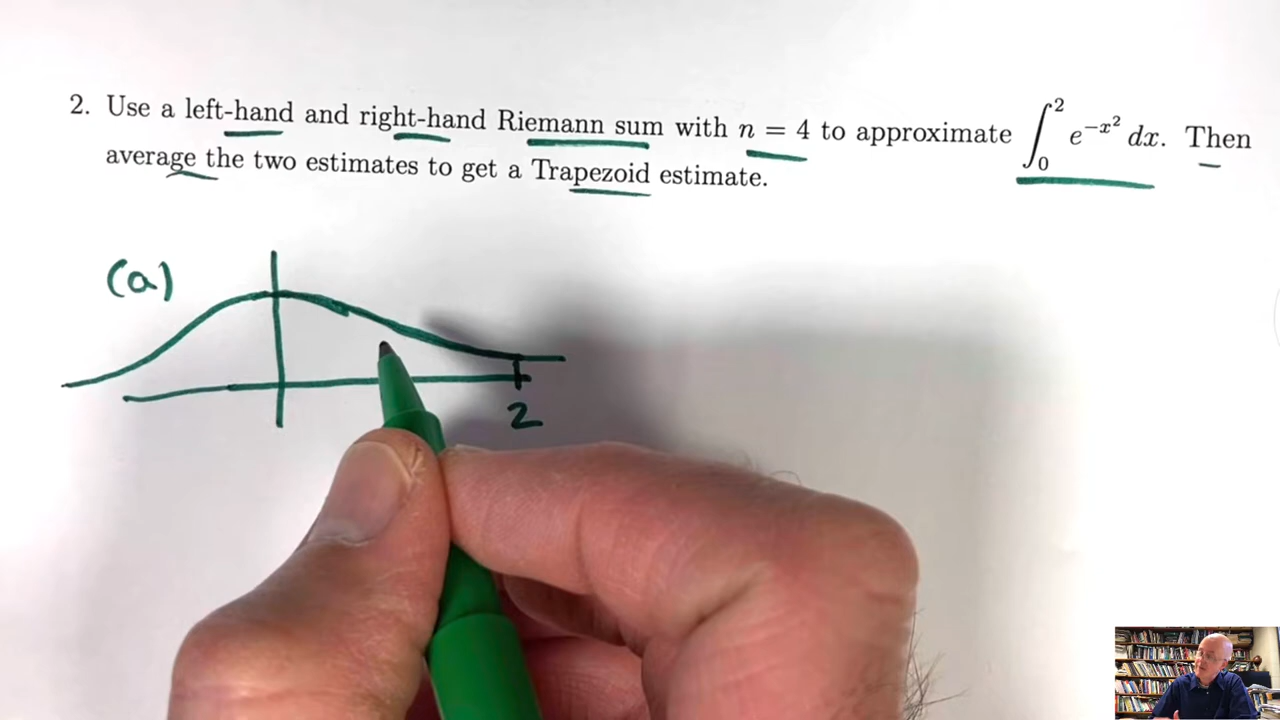 2. Use a left-hand and right-hand Riemann sum with n = 4 to approximate ∫₀² e^{-x²} dx. Then
average the two estimates to get a Trapezoid estimate.
(a)
2